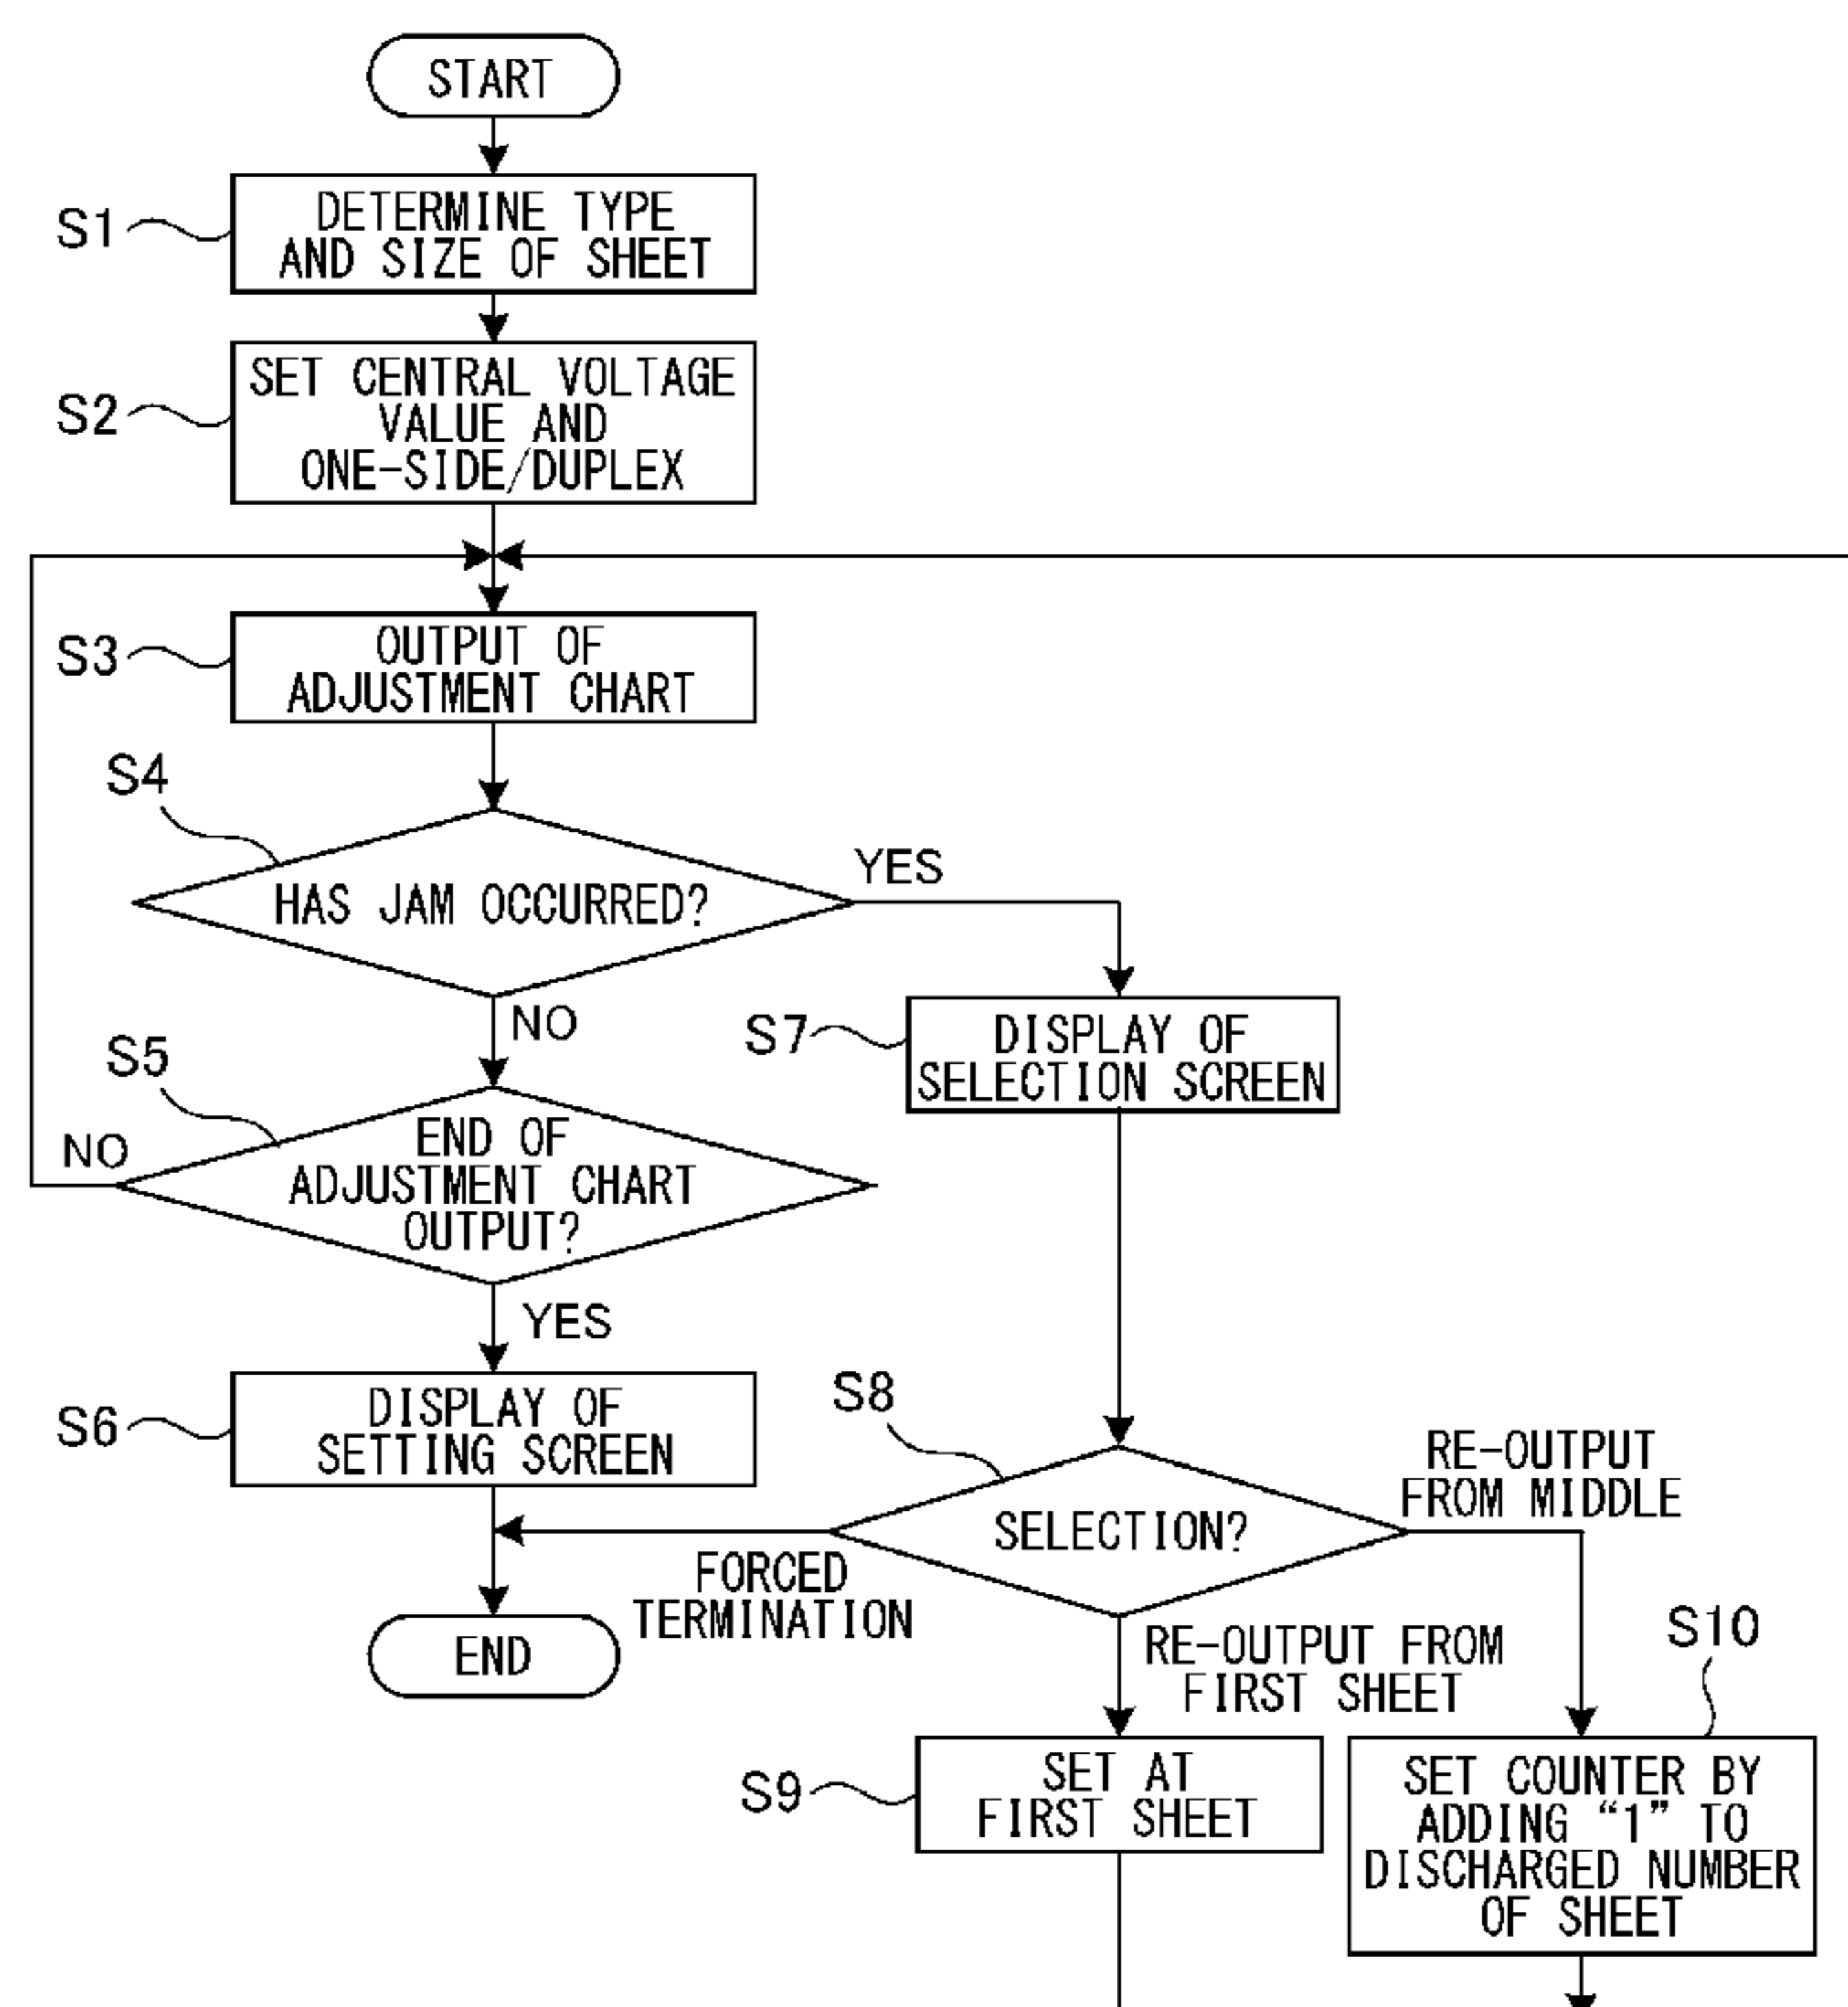 START
S1
DETERMINE TYPE
AND SIZE OF SHEET
S2
SET CENTRAL VOLTAGE
VALUE AND
ONE-SIDE/DUPLEX
S3
OUTPUT OF
ADJUSTMENT CHART
S4
HAS JAM OCCURRED?
YES
NO
S5
END OF
ADJUSTMENT CHART
OUTPUT?
NO
YES
S6
DISPLAY OF
SETTING SCREEN
END
S7
DISPLAY OF
SELECTION SCREEN
S8
SELECTION?
FORCED
TERMINATION
RE-OUTPUT
FROM MIDDLE
RE-OUTPUT FROM
FIRST SHEET
S9
SET AT
FIRST SHEET
S10
SET COUNTER BY
ADDING “1” TO
DISCHARGED NUMBER
OF SHEET